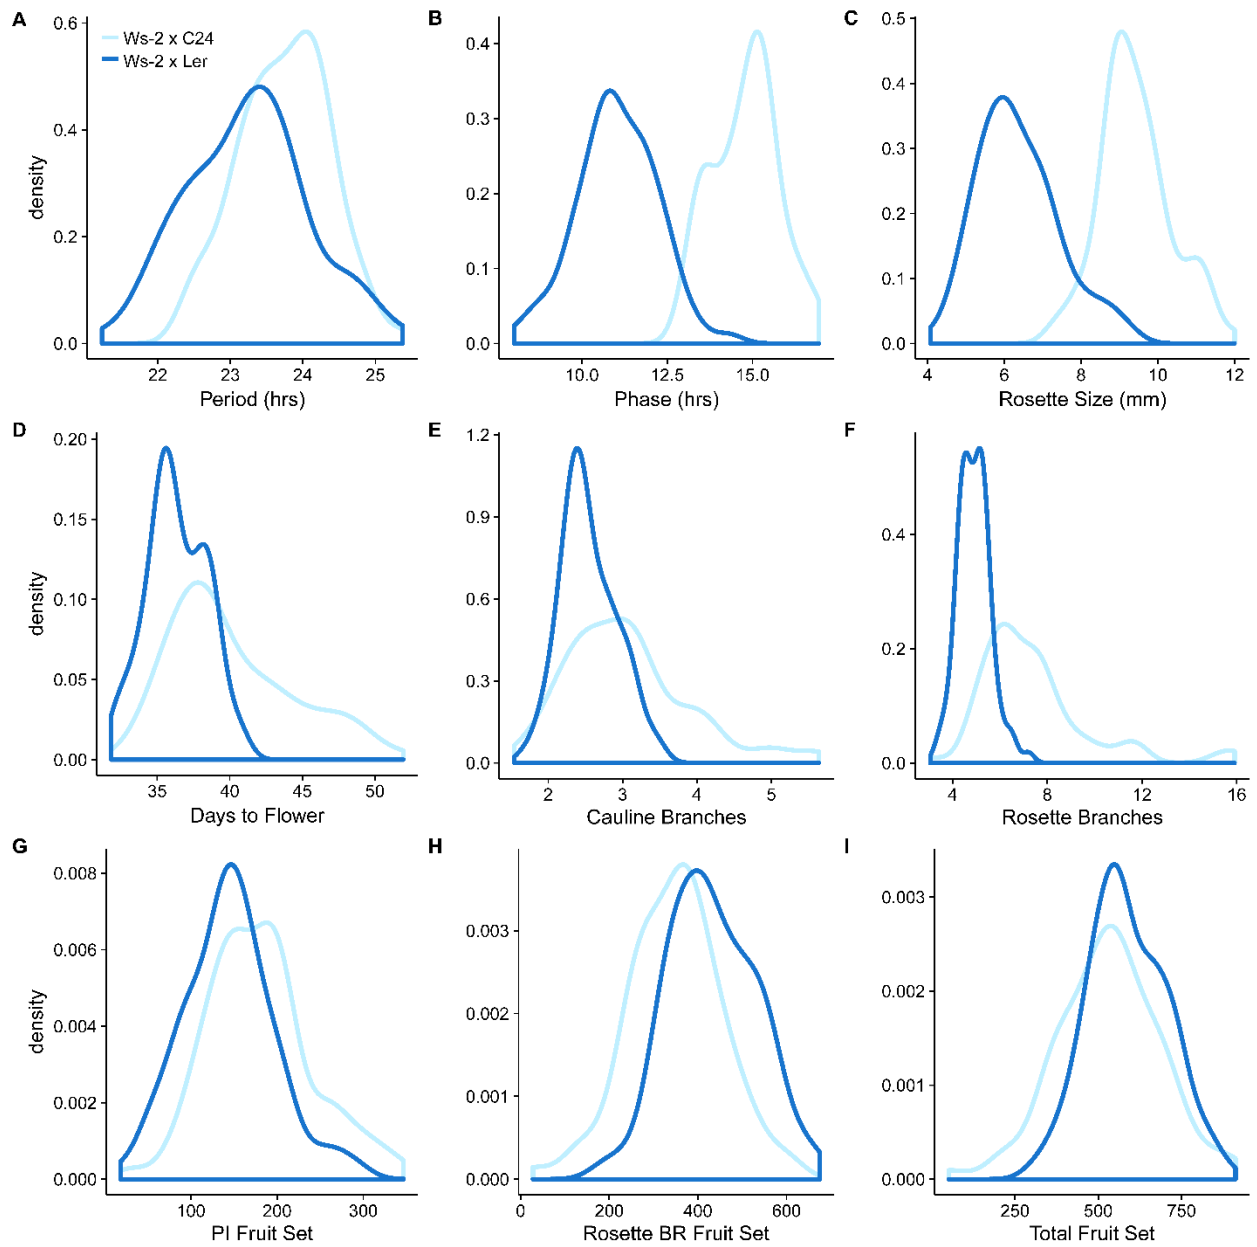 A
0.6
0.4
0.2
0.0
density
Ws-2 x C24
Ws-2 x Ler
22 23 24 25
Period (hrs)
B
0.4
0.3
0.2
0.1
0.0
10.0 12.5 15.0
Phase (hrs)
C
0.5
0.4
0.3
0.2
0.1
0.0
4 6 8 10 12
Rosette Size (mm)
D
0.20
0.15
0.10
0.05
0.00
density
35 40 45 50
Days to Flower
E
1.2
0.9
0.6
0.3
0.0
2 3 4 5
Cauline Branches
F
0.4
0.2
0.0
4 8 12 16
Rosette Branches
G
0.008
0.006
0.004
0.002
0.000
density
100 200 300
PI Fruit Set
H
0.003
0.002
0.001
0.000
0 200 400 600
Rosette BR Fruit Set
I
0.003
0.002
0.001
0.000
250 500 750
Total Fruit Set